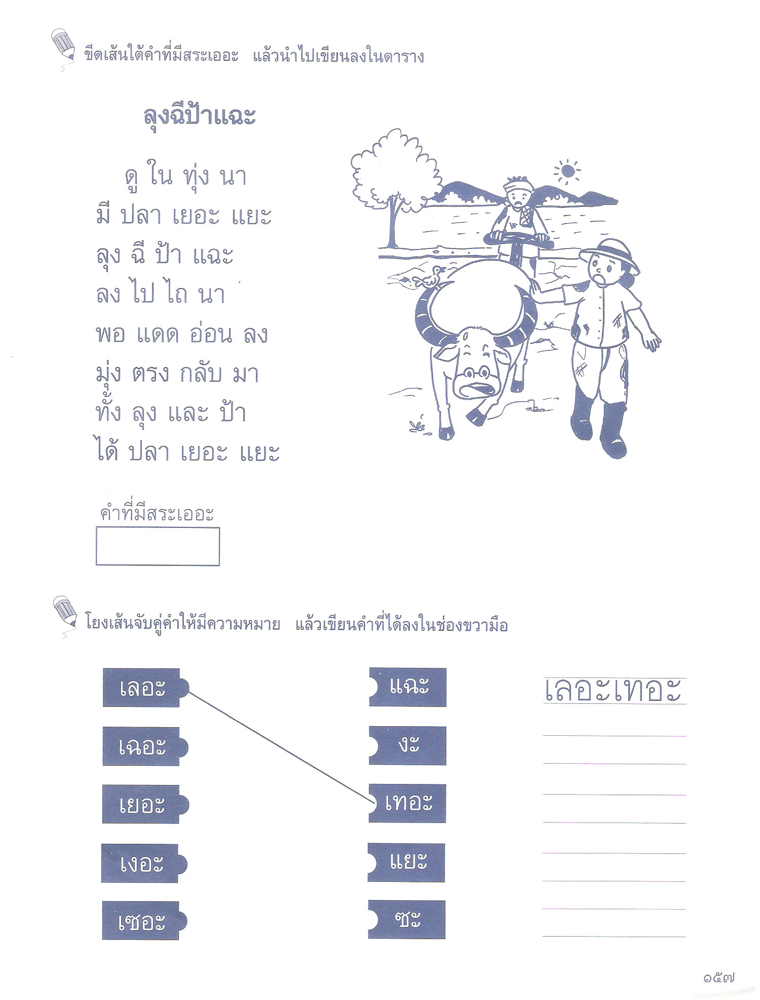 ขีดเส้นใต้คำที่มีสระเออะ แล้วนำไปเขียนลงในตาราง
ลุงฉีป้าแฉะ
ดู ใน ทุ่ง นา
มี ปลา เยอะ แยะ
ลุง ฉี ป้า แฉะ
ลง ไป ไถ นา
พอ แดด อ่อน ลง
มุ่ง ตรง กลับ มา
ทั้ง ลุง และ ป้า
ได้ ปลา เยอะ แยะ
คำที่มีสระเออะ
โยงเส้นจับคู่คำให้มีความหมาย แล้วเขียนคำที่ได้ลงในช่องขวามือ
เลอะ แฉะ เลอะเทอะ
เฉอะ งะ
เยอะ เทอะ
เงอะ แยะ
เซอะ ซะ
๑๕๗